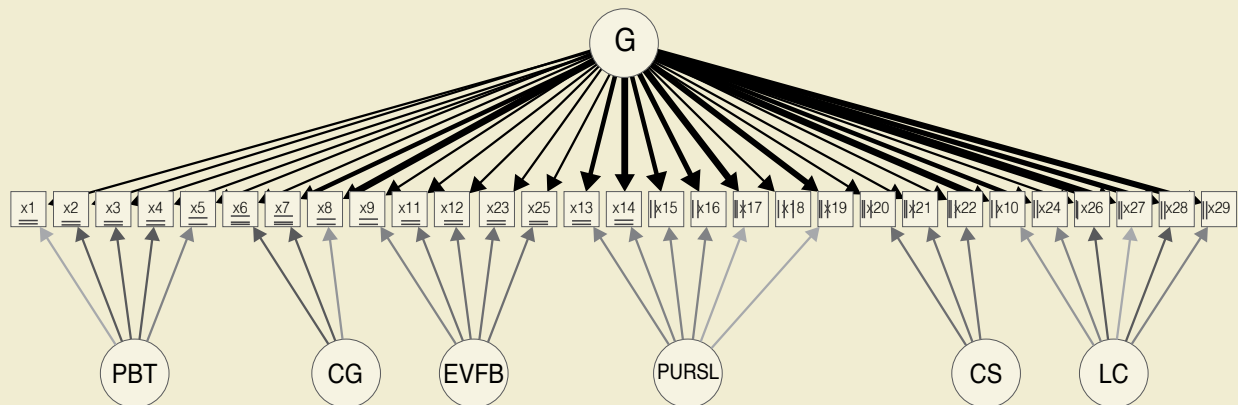 G
x1 x2 x3 x4 x5 x6 x7 x8 x9 x11 x12 x23 x25 x13 x14 x15 x16 x17 x18 x19 x20 x21 x22 x10 x24 x26 x27 x28 x29
PBT CG EVFB PURSL CS LC